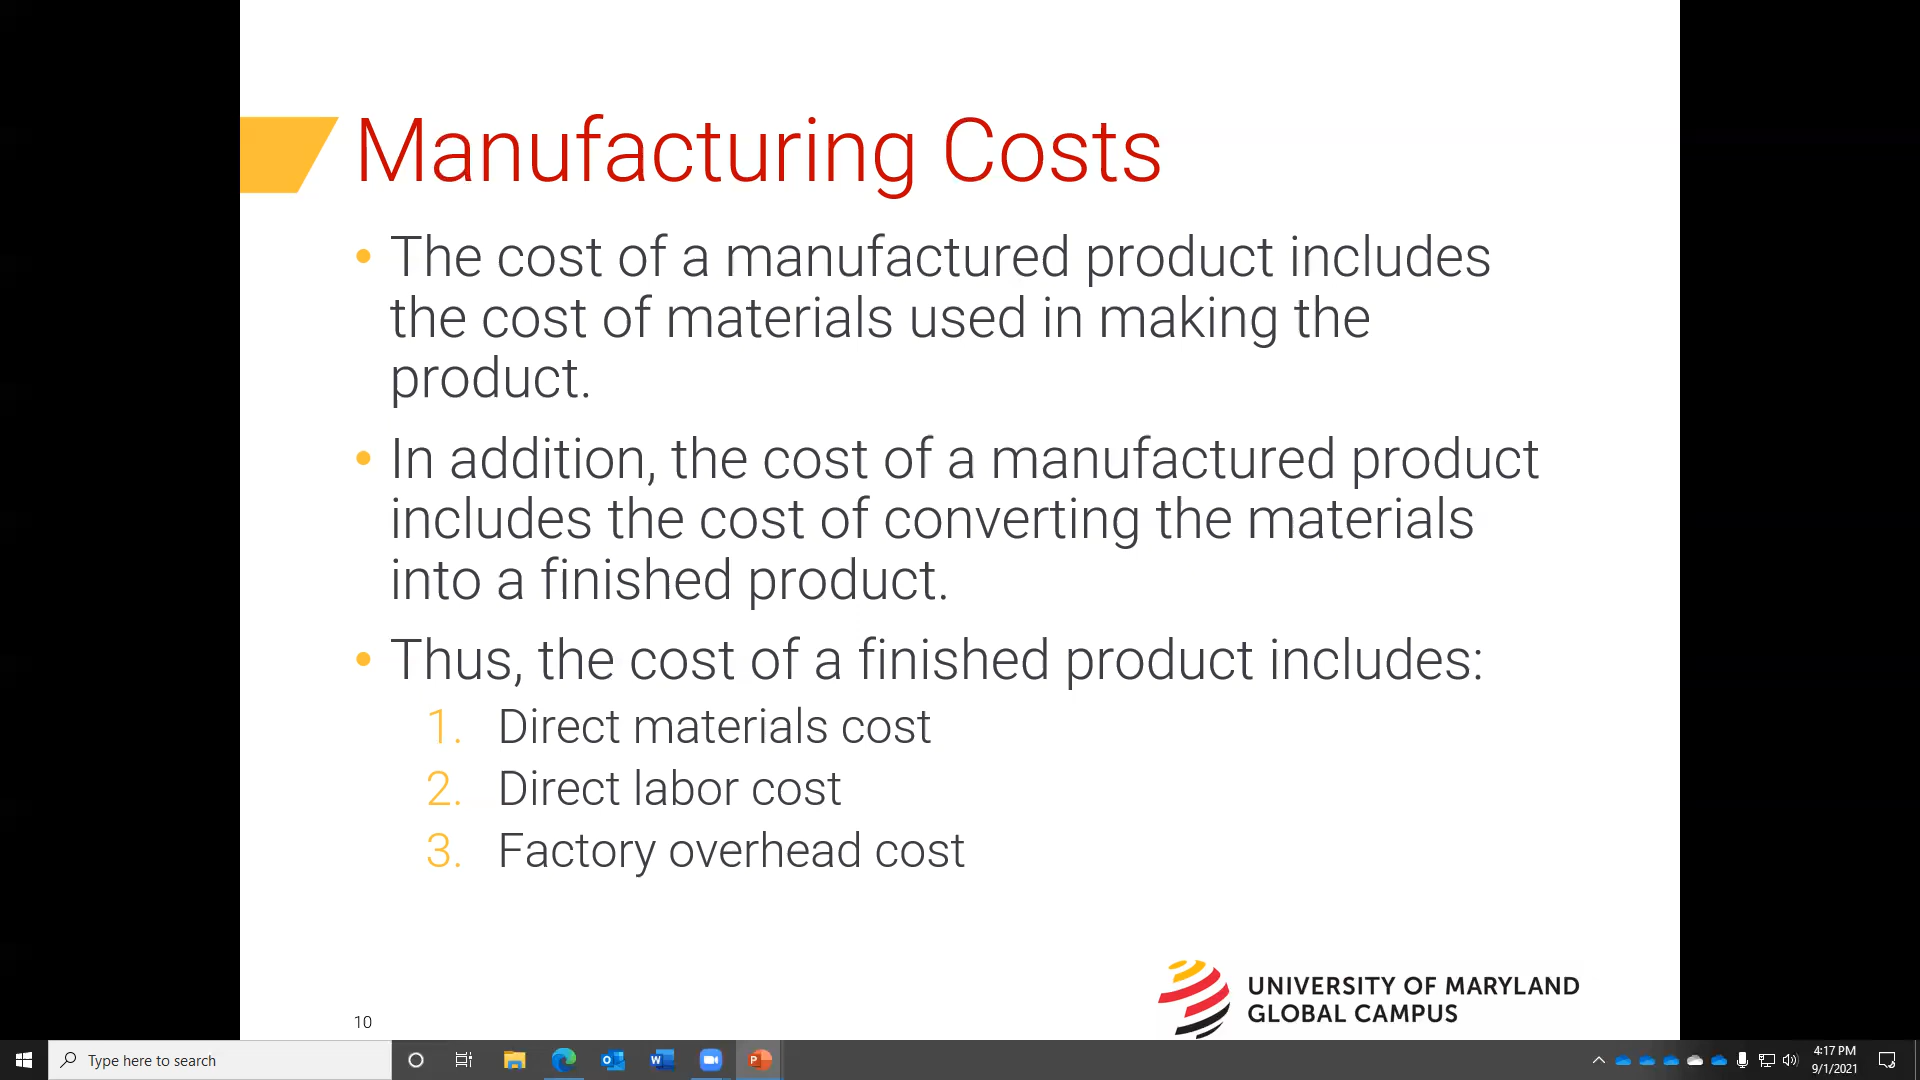 Manufacturing Costs
• The cost of a manufactured product includes
the cost of materials used in making the
product.
• In addition, the cost of a manufactured product
includes the cost of converting the materials
into a finished product.
• Thus, the cost of a finished product includes:
1. Direct materials cost
2. Direct labor cost
3. Factory overhead cost
UNIVERSITY OF MARYLAND
GLOBAL CAMPUS
10
Type here to search
4:17 PM
9/1/2021